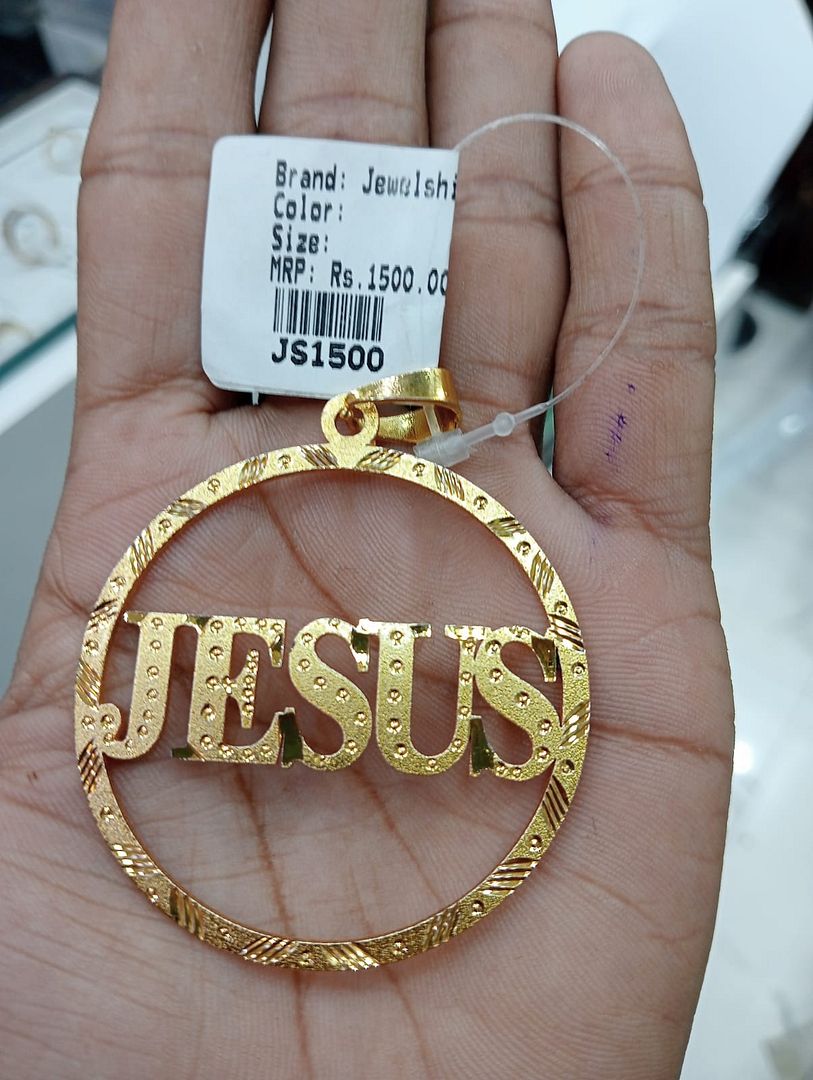 Brand: Jewelshi
Color:
Size:
MRP: Rs.1500.00
JS1500
JESUS